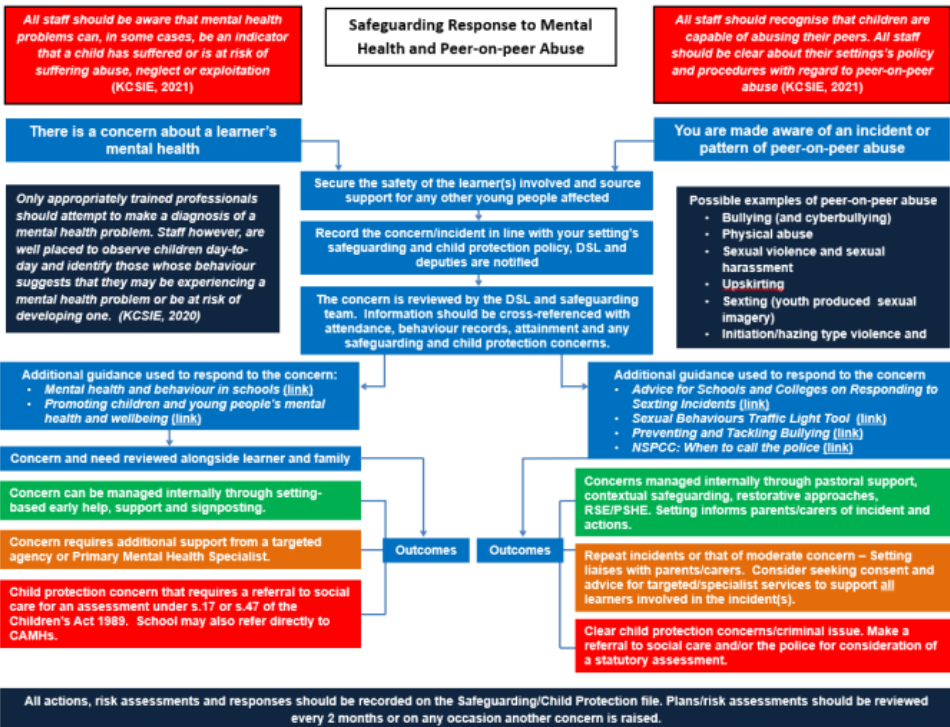 All staff should be aware that mental health
problems can, in some cases, be an indicator
that a child has suffered or is at risk of
suffering abuse, neglect or exploitation
(KCSIE, 2021)
Safeguarding Response to Mental
Health and Peer-on-peer Abuse
All staff should recognise that children are
capable of abusing their peers. All staff
should be clear about their settings's policy
and procedures with regard to peer-on-peer
abuse (KCSIE, 2021)
There is a concern about a learner's
mental health
You are made aware of an incident or
pattern of peer-on-peer abuse
Secure the safety of the learner(s) involved and source
support for any other young people affected
Only appropriately trained professionals
should attempt to make a diagnosis of a
mental health problem. Staff however, are
well placed to observe children day-to-
day and identify those whose behaviour
suggests that they may be experiencing a
mental health problem or be at risk of
developing one. (KCSIE, 2020)
Record the concern/incident in line with your setting's
safeguarding and child protection policy, DSL and
deputies are notified
Possible examples of peer-on-peer abuse
• Bullying (and cyberbullying)
• Physical abuse
• Sexual violence and sexual
harassment
• Upskirting
• Sexting (youth produced sexual
imagery)
• Initiation/hazing type violence and
The concern is reviewed by the DSL and safeguarding
team. Information should be cross-referenced with
attendance, behaviour records, attainment and any
safeguarding and child protection concerns.
Additional guidance used to respond to the concern:
• Mental health and behaviour in schools (link)
• Promoting children and young people's mental
health and wellbeing (link)
Additional guidance used to respond to the concern
• Advice for Schools and Colleges on Responding to
Sexting Incidents (link)
• Sexual Behaviours Traffic Light Tool (link)
• Preventing and Tackling Bullying (link)
• NSPCC: When to call the police (link)
Concern and need reviewed alongside learner and family
Concern can be managed internally through setting-
based early help, support and signposting.
Concern requires additional support from a targeted
agency or Primary Mental Health Specialist.
Child protection concern that requires a referral to social
care for an assessment under s.17 or s.47 of the
Children's Act 1989. School may also refer directly to
CAMHs.
Outcomes
Outcomes
Concerns managed internally through pastoral support,
contextual safeguarding, restorative approaches,
RSE/PSHE. Setting informs parents/carers of incident and
actions.
Repeat incidents or that of moderate concern – Setting
liaises with parents/carers. Consider seeking consent and
advice for targeted/specialist services to support all
learners involved in the incident(s).
Clear child protection concerns/criminal issue. Make a
referral to social care and/or the police for consideration of
a statutory assessment.
All actions, risk assessments and responses should be recorded on the Safeguarding/Child Protection file. Plans/risk assessments should be reviewed
every 2 months or on any occasion another concern is raised.